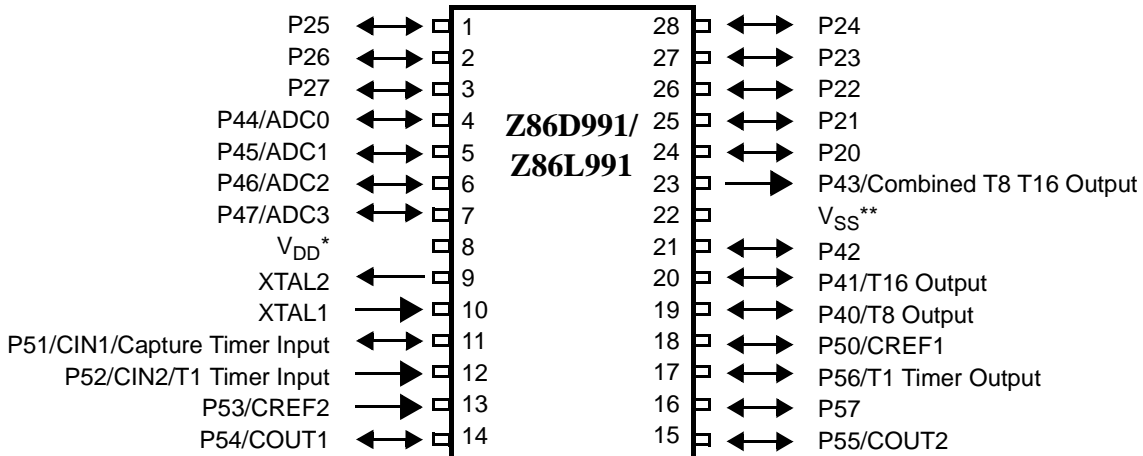 P25 1 28 P24
P26 2 27 P23
P27 3 26 P22
P44/ADC0 4 Z86D991/ 25 P21
P45/ADC1 5 Z86L991 24 P20
P46/ADC2 6 23 P43/Combined T8 T16 Output
P47/ADC3 7 22 VSS**
VDD* 8 21 P42
XTAL2 9 20 P41/T16 Output
XTAL1 10 19 P40/T8 Output
P51/CIN1/Capture Timer Input 11 18 P50/CREF1
P52/CIN2/T1 Timer Input 12 17 P56/T1 Timer Output
P53/CREF2 13 16 P57
P54/COUT1 14 15 P55/COUT2